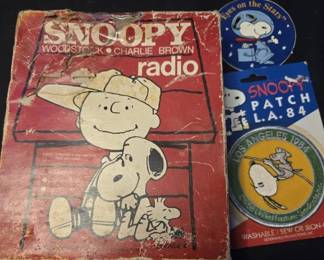 SNOOPY
WOODSTOCK • CHARLIE BROWN
radio
"Eyes on the Stars"
SNOOPY
PATCH
L.A. 84
LOS ANGELES 1984
WASHABLE / SEW OR IRON-